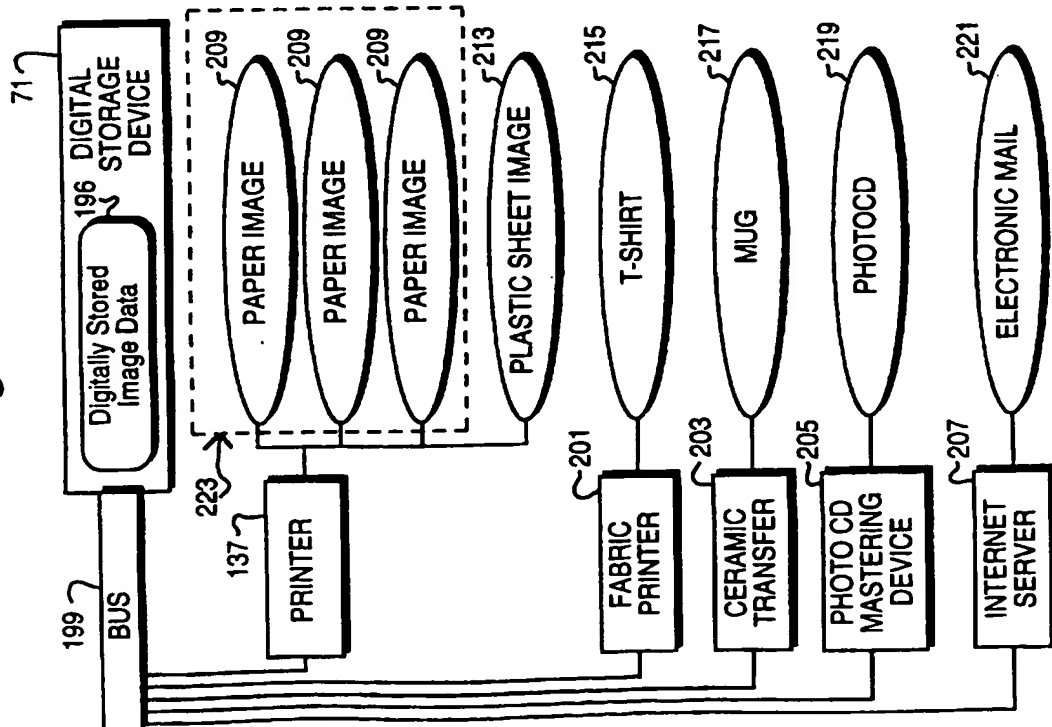 71
DIGITAL
STORAGE
DEVICE
196
Digitally Stored
Image Data
199
BUS
223
209
PAPER IMAGE
209
PAPER IMAGE
209
PAPER IMAGE
137
PRINTER
213
PLASTIC SHEET IMAGE
201
FABRIC
PRINTER
215
T-SHIRT
203
CERAMIC
TRANSFER
217
MUG
205
PHOTO CD
MASTERING
DEVICE
219
PHOTOCD
207
INTERNET
SERVER
221
ELECTRONIC MAIL